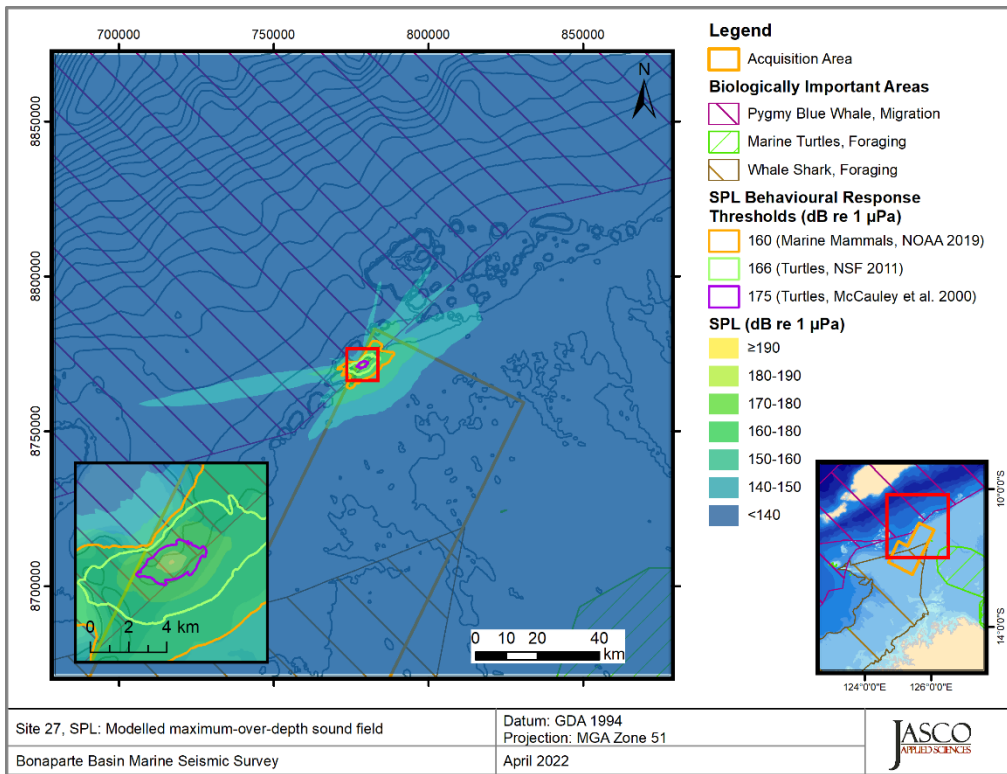 700000
750000
800000
850000
8850000
8800000
8750000
8700000
N
0 2 4 km
0 10 20 40
km
Legend
Acquisition Area
Biologically Important Areas
Pygmy Blue Whale, Migration
Marine Turtles, Foraging
Whale Shark, Foraging
SPL Behavioural Response
Thresholds (dB re 1 µPa)
160 (Marine Mammals, NOAA 2019)
166 (Turtles, NSF 2011)
175 (Turtles, McCauley et al. 2000)
SPL (dB re 1 µPa)
≥190
180-190
170-180
160-180
150-160
140-150
<140
10°0'0"S
14°0'0"S
124°0'0"E 126°0'0"E
Site 27, SPL: Modelled maximum-over-depth sound field
Datum: GDA 1994
Projection: MGA Zone 51
Bonaparte Basin Marine Seismic Survey
April 2022
JASCO
APPLIED SCIENCES